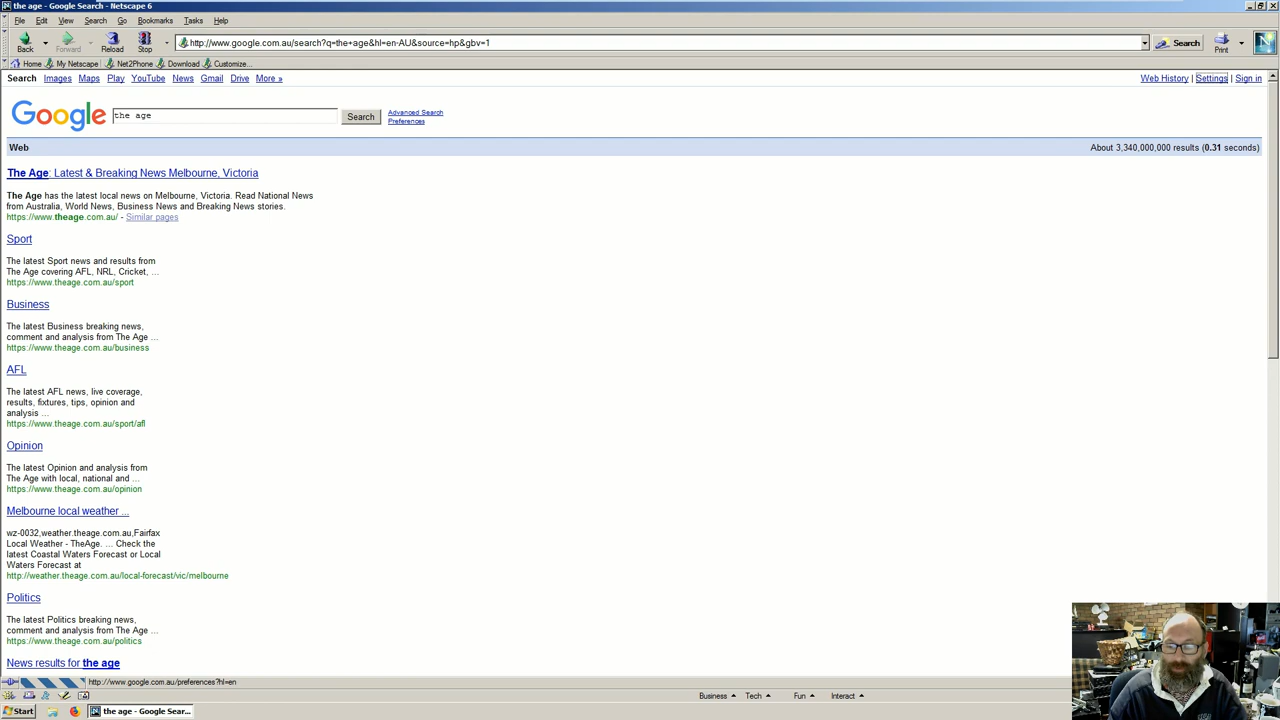 the age - Google Search - Netscape 6
File Edit View Search Go Bookmarks Tasks Help
Back Forward Reload Stop http://www.google.com.au/search?q=the+age&hl=en-AU&source=hp&gbv=1 Search Print N
Home My Netscape Net2Phone Download Customize...
Search Images Maps Play YouTube News Gmail Drive More » Web History | Settings | Sign in
Google the age Search Advanced Search
Preferences
Web About 3,340,000,000 results (0.31 seconds)
The Age: Latest & Breaking News Melbourne, Victoria
The Age has the latest local news on Melbourne, Victoria. Read National News
from Australia, World News, Business News and Breaking News stories.
https://www.theage.com.au/ - Similar pages
Sport
The latest Sport news and results from
The Age covering AFL, NRL, Cricket, ...
https://www.theage.com.au/sport
Business
The latest Business breaking news,
comment and analysis from The Age ...
https://www.theage.com.au/business
AFL
The latest AFL news, live coverage,
results, fixtures, tips, opinion and
analysis ...
https://www.theage.com.au/sport/afl
Opinion
The latest Opinion and analysis from
The Age with local, national and ...
https://www.theage.com.au/opinion
Melbourne local weather ...
wz-0032,weather.theage.com.au,Fairfax
Local Weather - TheAge. ... Check the
latest Coastal Waters Forecast or Local
Waters Forecast at
http://weather.theage.com.au/local-forecast/vic/melbourne
Politics
The latest Politics breaking news,
comment and analysis from The Age ...
https://www.theage.com.au/politics
News results for the age
http://www.google.com.au/preferences?hl=en
Business Tech Fun Interact
Start the age - Google Sear...